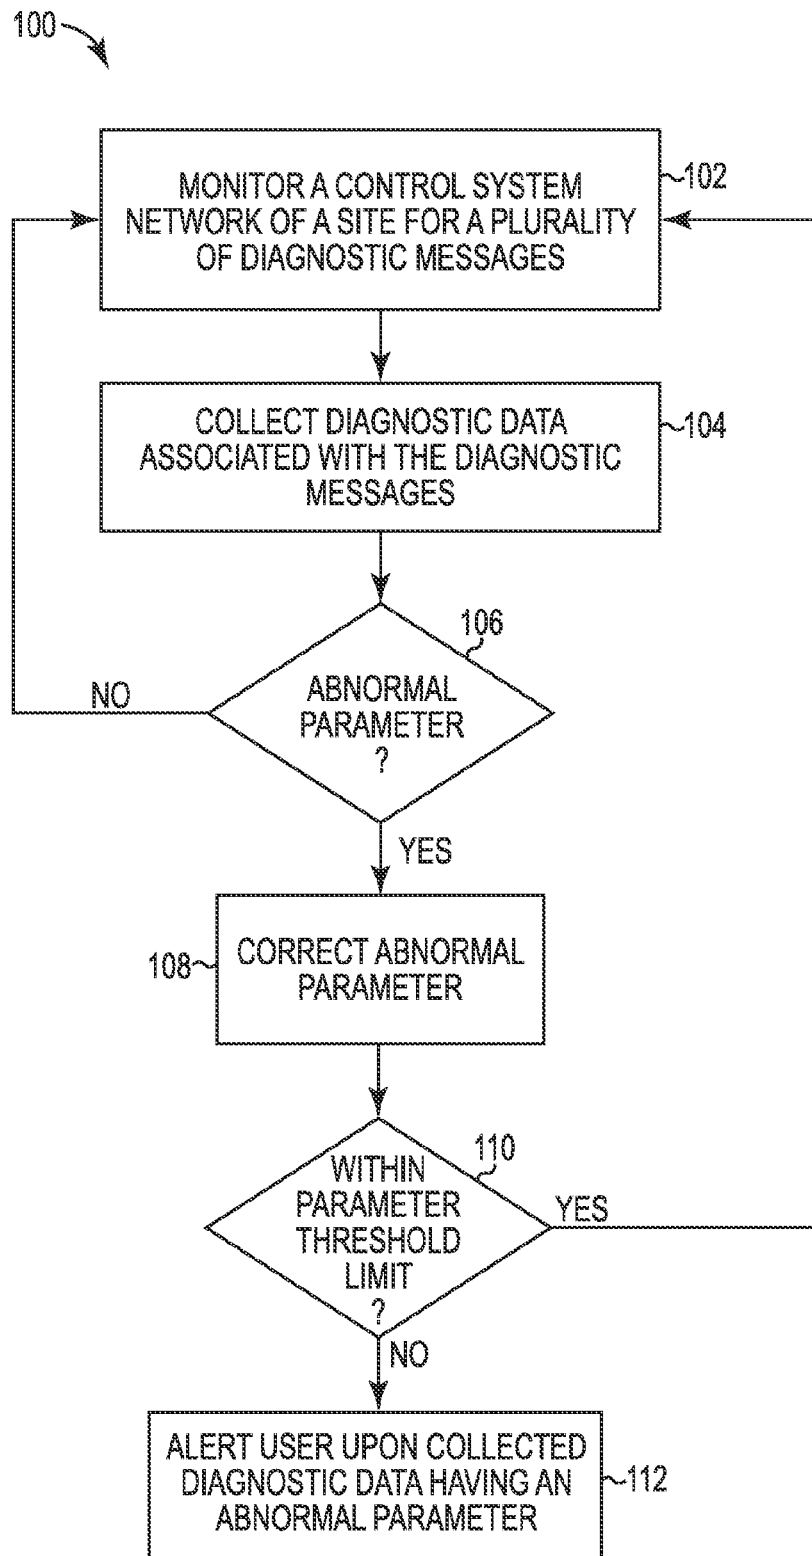 100
MONITOR A CONTROL SYSTEM
NETWORK OF A SITE FOR A PLURALITY
OF DIAGNOSTIC MESSAGES
102
COLLECT DIAGNOSTIC DATA
ASSOCIATED WITH THE DIAGNOSTIC
MESSAGES
104
106
ABNORMAL
PARAMETER
?
NO
YES
108
CORRECT ABNORMAL
PARAMETER
110
WITHIN
PARAMETER
THRESHOLD
LIMIT
?
YES
NO
ALERT USER UPON COLLECTED
DIAGNOSTIC DATA HAVING AN
ABNORMAL PARAMETER
112